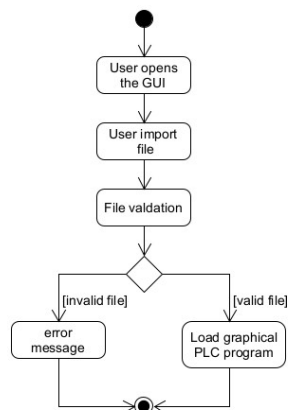 User opens
the GUI
User import
file
File valdation
[invalid file]
[valid file]
error
message
Load graphical
PLC program